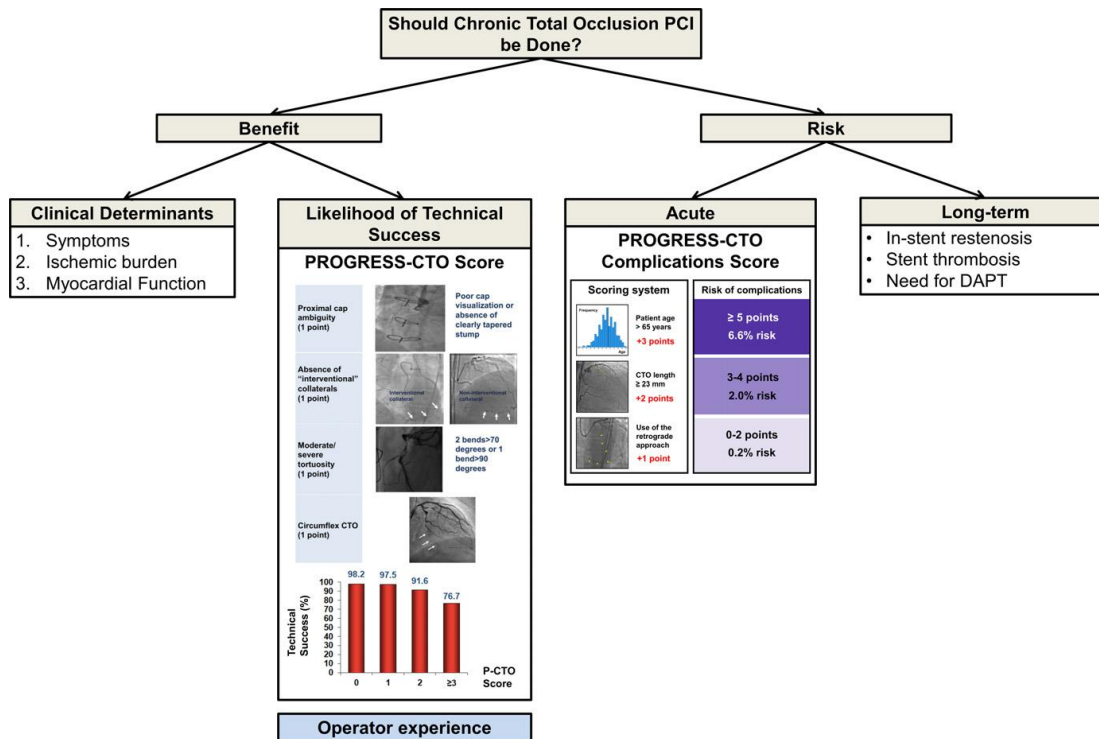 Should Chronic Total Occlusion PCI
be Done?
Benefit
Risk
Clinical Determinants
1. Symptoms
2. Ischemic burden
3. Myocardial Function
Likelihood of Technical
Success
PROGRESS-CTO Score
Proximal cap
ambiguity
(1 point)
Poor cap
visualization or
absence of
clearly tapered
stump
Absence of
“interventional”
collaterals
(1 point)
Interventional
collateral
Non-interventional
collateral
Moderate/
severe
tortuosity
(1 point)
2 bends>70
degrees or 1
bend>90
degrees
Circumflex CTO
(1 point)
Technical
Success (%)
100
90
80
70
60
50
40
30
20
10
0
98.2
97.5
91.6
76.7
0
1
2
≥3
P-CTO
Score
Operator experience
Acute
PROGRESS-CTO
Complications Score
Scoring system
Frequency
Age
Patient age
> 65 years
+3 points
CTO length
≥ 23 mm
+2 points
Use of the
retrograde
approach
+1 point
Risk of complications
≥ 5 points
6.6% risk
3-4 points
2.0% risk
0-2 points
0.2% risk
Long-term
• In-stent restenosis
• Stent thrombosis
• Need for DAPT